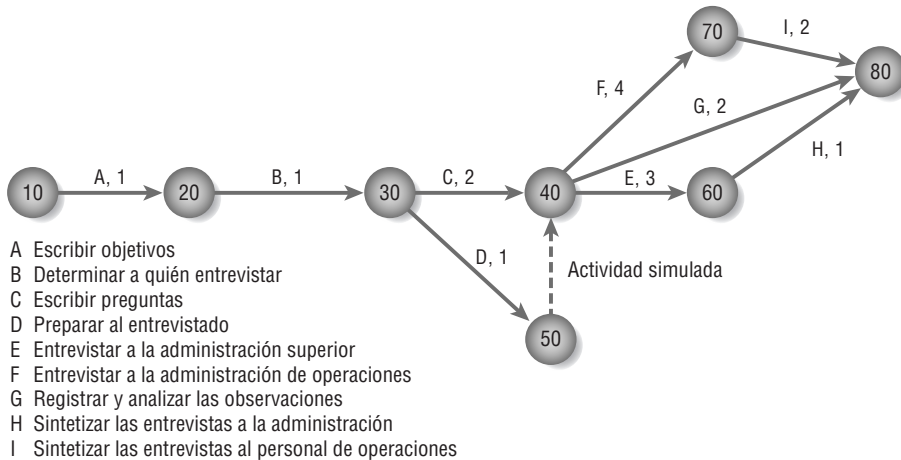 70
I, 2
80
F, 4
G, 2
H, 1
10
A, 1
20
B, 1
30
C, 2
40
E, 3
60
D, 1
Actividad simulada
50
A Escribir objetivos
B Determinar a quién entrevistar
C Escribir preguntas
D Preparar al entrevistado
E Entrevistar a la administración superior
F Entrevistar a la administración de operaciones
G Registrar y analizar las observaciones
H Sintetizar las entrevistas a la administración
I Sintetizar las entrevistas al personal de operaciones